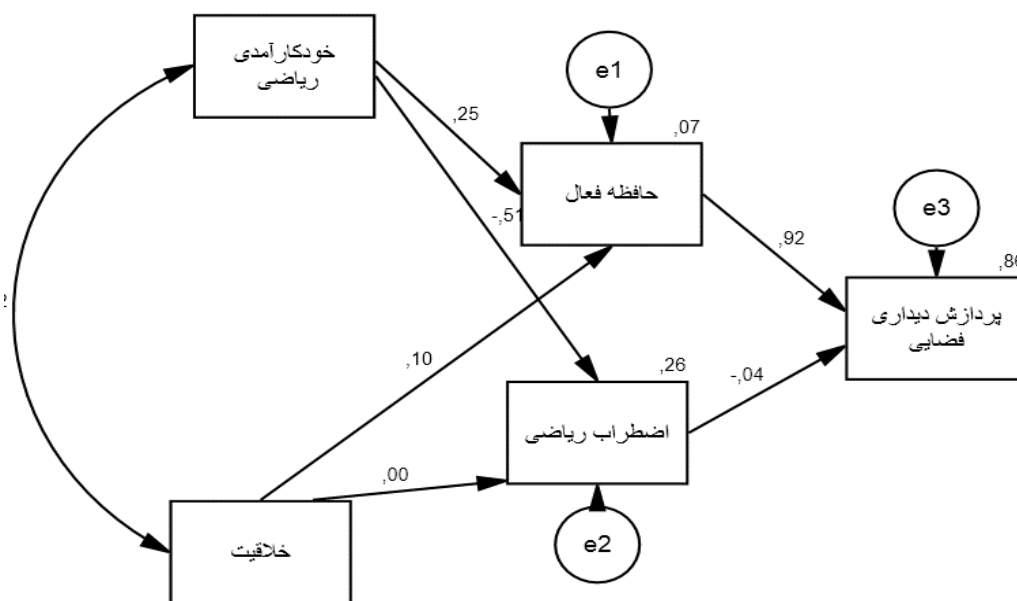 خودکارآمدی
ریاضی
e1
,25
,07
حافظه فعال
-,51
e3
,92
,86
پردازش دیداری
فضایی
,10
,26
-,04
اضطراب ریاضی
,00
خلاقیت
e2